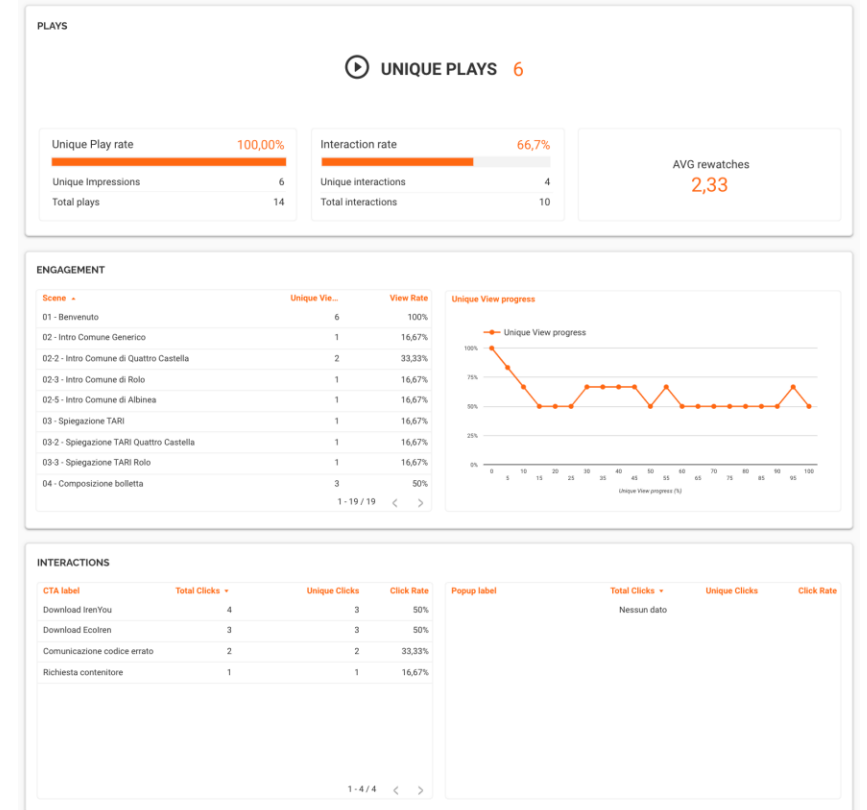 PLAYS
UNIQUE PLAYS 6
Unique Play rate 100,00%
Unique Impressions 6
Total plays 14
Interaction rate 66,7%
Unique interactions 4
Total interactions 10
AVG rewatches
2,33
ENGAGEMENT
Scene Unique Vie... View Rate
01 - Benvenuto 6 100%
02 - Intro Comune Generico 1 16,67%
02-2 - Intro Comune di Quattro Castella 2 33,33%
02-3 - Intro Comune di Rolo 1 16,67%
02-5 - Intro Comune di Albinea 1 16,67%
03 - Spiegazione TARI 1 16,67%
03-2 - Spiegazione TARI Quattro Castella 1 16,67%
03-3 - Spiegazione TARI Rolo 1 16,67%
04 - Composizione bolletta 3 50%
1 - 19 / 19
Unique View progress
Unique View progress
100%
75%
50%
25%
0%
0 10 20 30 40 50 60 70 80 90 100
5 15 25 35 45 55 65 75 85 95
Unique View progress (%)
INTERACTIONS
CTA label Total Clicks Unique Clicks Click Rate
Download IrenYou 4 3 50%
Download EcoIren 3 3 50%
Comunicazione codice errato 2 2 33,33%
Richiesta contenitore 1 1 16,67%
1 - 4 / 4
Popup label Total Clicks Unique Clicks Click Rate
Nessun dato